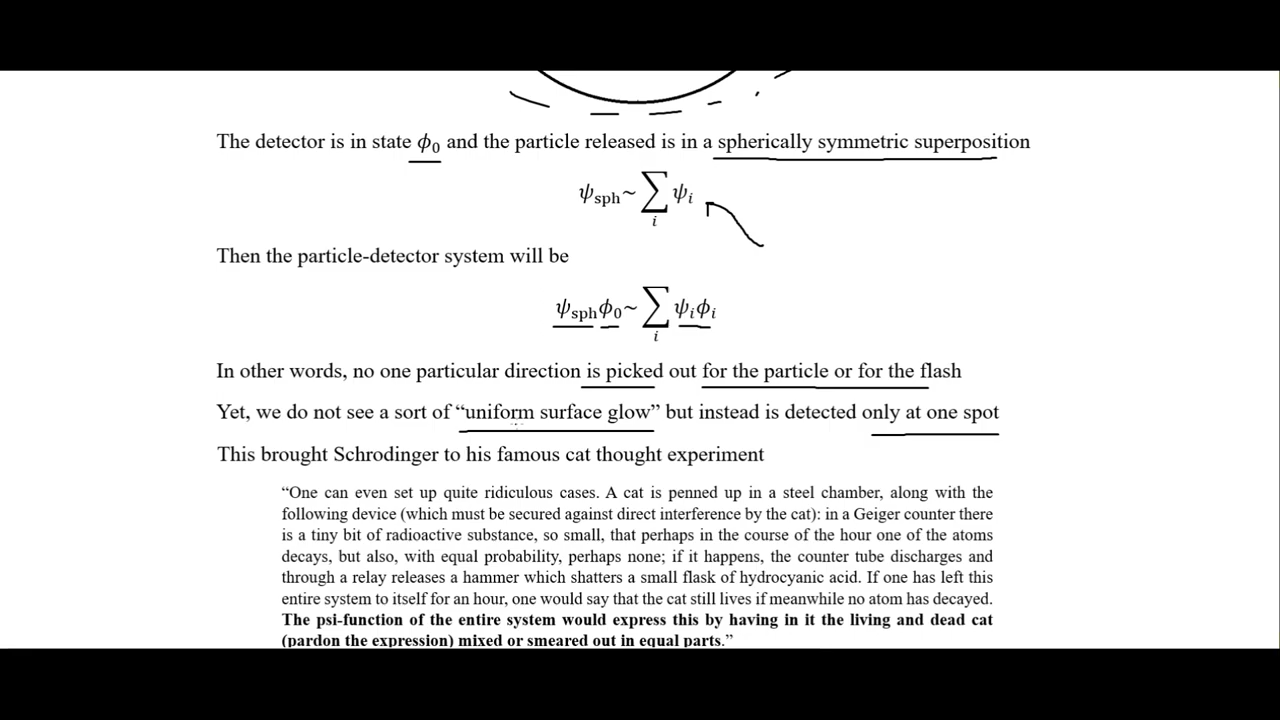 The detector is in state ϕ₀ and the particle released is in a spherically symmetric superposition
ψ_sph~∑_i ψ_i
Then the particle-detector system will be
ψ_sph ϕ₀~∑_i ψ_i ϕ_i
In other words, no one particular direction is picked out for the particle or for the flash
Yet, we do not see a sort of “uniform surface glow” but instead is detected only at one spot
This brought Schrodinger to his famous cat thought experiment
“One can even set up quite ridiculous cases. A cat is penned up in a steel chamber, along with the
following device (which must be secured against direct interference by the cat): in a Geiger counter there
is a tiny bit of radioactive substance, so small, that perhaps in the course of the hour one of the atoms
decays, but also, with equal probability, perhaps none; if it happens, the counter tube discharges and
through a relay releases a hammer which shatters a small flask of hydrocyanic acid. If one has left this
entire system to itself for an hour, one would say that the cat still lives if meanwhile no atom has decayed.
The psi-function of the entire system would express this by having in it the living and dead cat
(pardon the expression) mixed or smeared out in equal parts.”